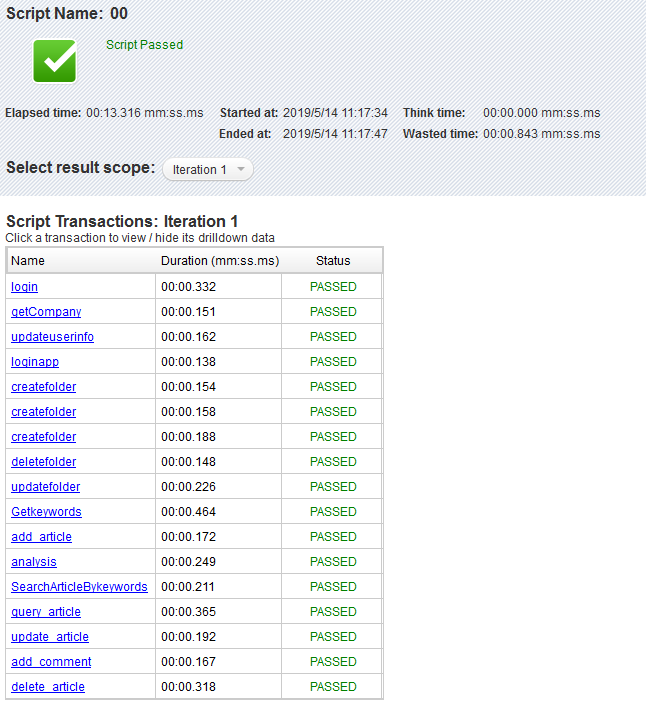 Script Name: 00
Script Passed
Elapsed time: 00:13.316 mm:ss.ms Started at: 2019/5/14 11:17:34 Think time: 00:00.000 mm:ss.ms
Ended at: 2019/5/14 11:17:47 Wasted time: 00:00.843 mm:ss.ms
Select result scope: Iteration 1
Script Transactions: Iteration 1
Click a transaction to view / hide its drilldown data
Name Duration (mm:ss.ms) Status
login 00:00.332 PASSED
getCompany 00:00.151 PASSED
updateuserinfo 00:00.162 PASSED
loginapp 00:00.138 PASSED
createfolder 00:00.154 PASSED
createfolder 00:00.158 PASSED
createfolder 00:00.188 PASSED
deletefolder 00:00.148 PASSED
updatefolder 00:00.226 PASSED
Getkeywords 00:00.464 PASSED
add_article 00:00.172 PASSED
analysis 00:00.249 PASSED
SearchArticleBykeywords 00:00.211 PASSED
query_article 00:00.365 PASSED
update_article 00:00.192 PASSED
add_comment 00:00.167 PASSED
delete_article 00:00.318 PASSED